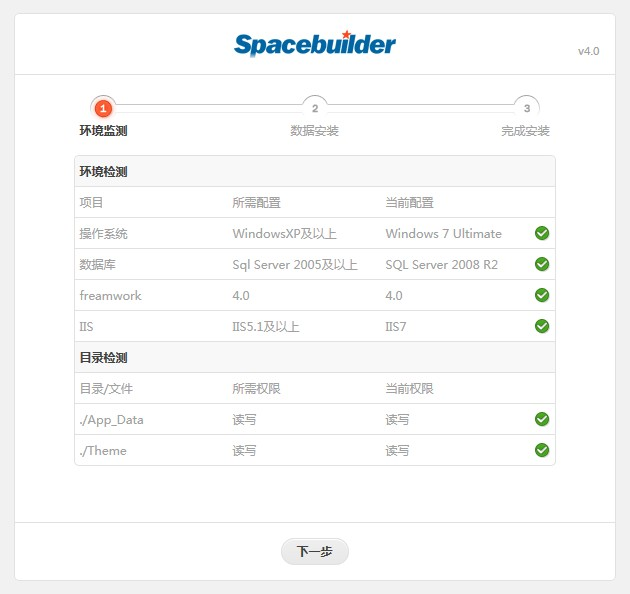 Spacebuilder
v4.0
1 2 3
环境监测 数据安装 完成安装
环境检测
项目 所需配置 当前配置
操作系统 WindowsXP及以上 Windows 7 Ultimate
数据库 Sql Server 2005及以上 SQL Server 2008 R2
freamwork 4.0 4.0
IIS IIS5.1及以上 IIS7
目录检测
目录/文件 所需权限 当前权限
./App_Data 读写 读写
./Theme 读写 读写
下一步